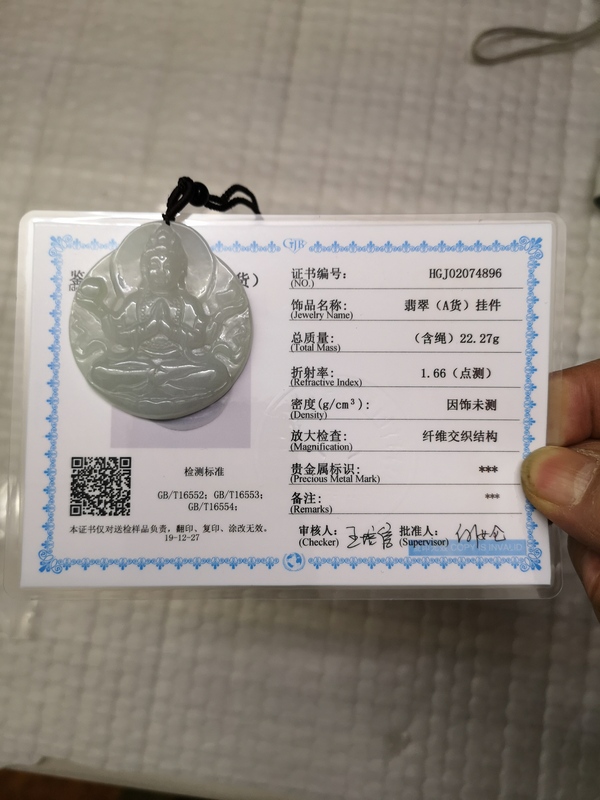 GJB
鉴
货）
证书编号：
(NO.)
HGJ02074896
饰品名称：
(Jewelry Name)
翡翠（A货）挂件
总质量：
(Total Mass)
（含绳）22.27g
折射率：
(Refractive Index)
1.66（点测）
密度(g/cm³)：
(Density)
因饰未测
放大检查：
(Magnification)
纤维交织结构
贵金属标识：
(Precious Metal Mark)
***
备注：
(Remarks)
***
审核人：
(Checker)
批准人：
(Supervisor)
COPY IS INVALID
检测标准
GB/T16552；GB/T16553；
GB/T16554；
本证书仅对送检样品负责，翻印、复印、涂改无效。
19-12-27